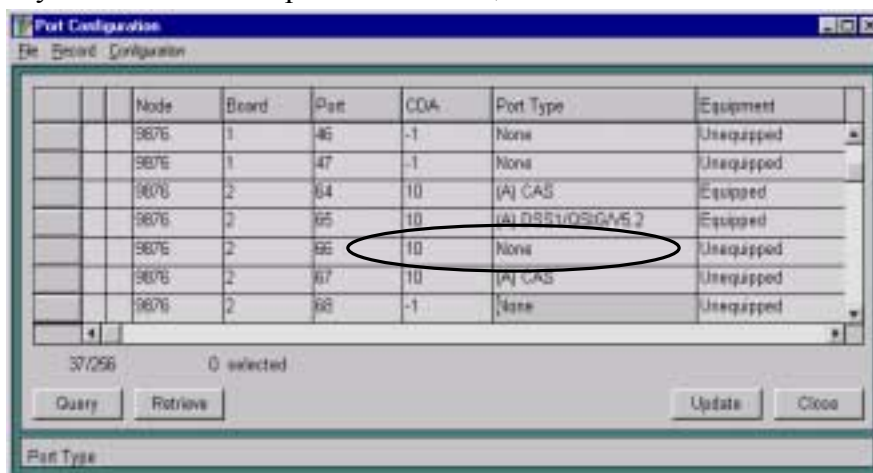 Port Configuration
File Record Configuration
Node Board Port CDA Port Type Equipment
9876 1 46 -1 None Unequipped
9876 1 47 -1 None Unequipped
9876 2 64 10 (A) CAS Equipped
9876 2 65 10 (A) DSS1/QSIG/V5.2 Equipped
9876 2 66 10 None Unequipped
9876 2 67 10 (A) CAS Unequipped
9876 2 68 -1 None Unequipped
37/256 0 selected
Query Retrieve Update Close
Port Type